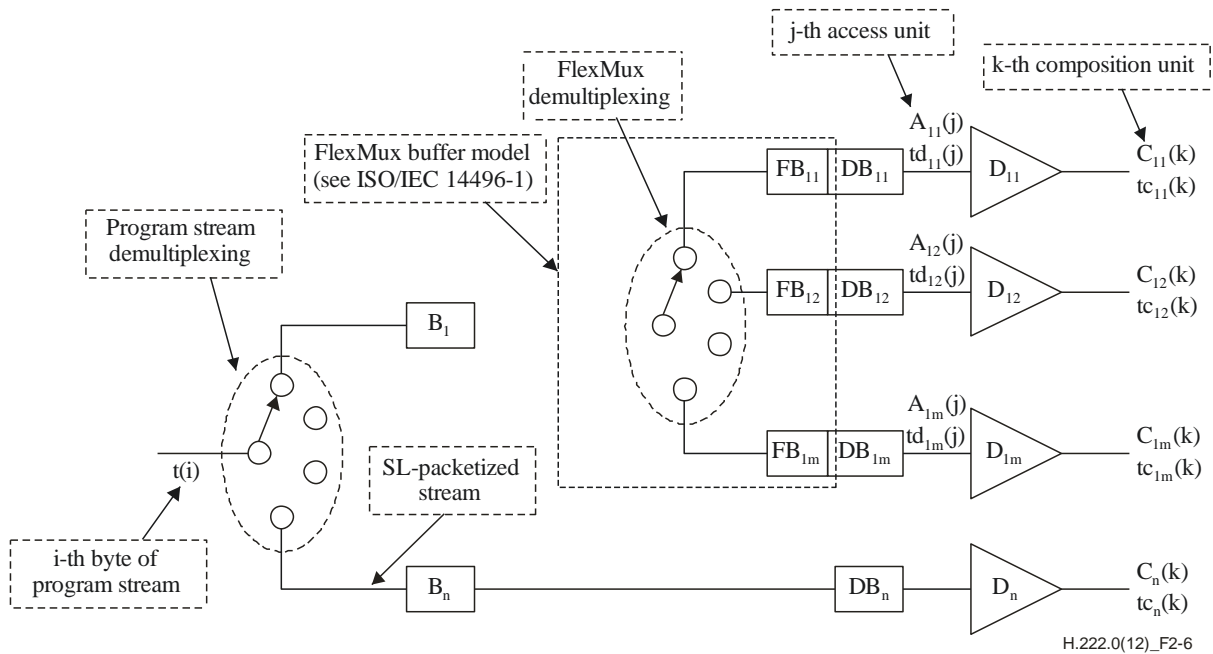 j-th access unit
k-th composition unit
FlexMux
demultiplexing
FlexMux buffer model
(see ISO/IEC 14496-1)
Program stream
demultiplexing
A₁₁(j)
td₁₁(j)
FB₁₁
DB₁₁
D₁₁
C₁₁(k)
tc₁₁(k)
A₁₂(j)
td₁₂(j)
FB₁₂
DB₁₂
D₁₂
C₁₂(k)
tc₁₂(k)
B₁
A₁ₘ(j)
td₁ₘ(j)
FB₁ₘ
DB₁ₘ
D₁ₘ
C₁ₘ(k)
tc₁ₘ(k)
t(i)
SL-packetized
stream
i-th byte of
program stream
Bₙ
DBₙ
Dₙ
Cₙ(k)
tcₙ(k)
H.222.0(12)_F2-6